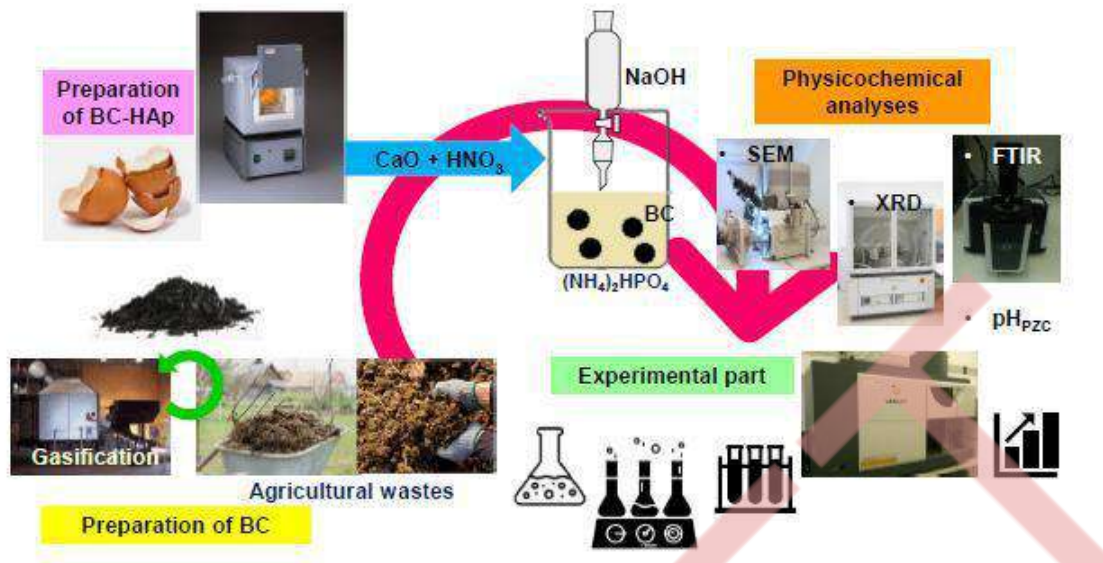 Preparation
of BC-HAp
CaO + HNO₃
NaOH
BC
(NH₄)₂HPO₄
Physicochemical
analyses
• SEM
• XRD
• FTIR
• pH_PZC
Experimental part
Gasification
Agricultural wastes
Preparation of BC